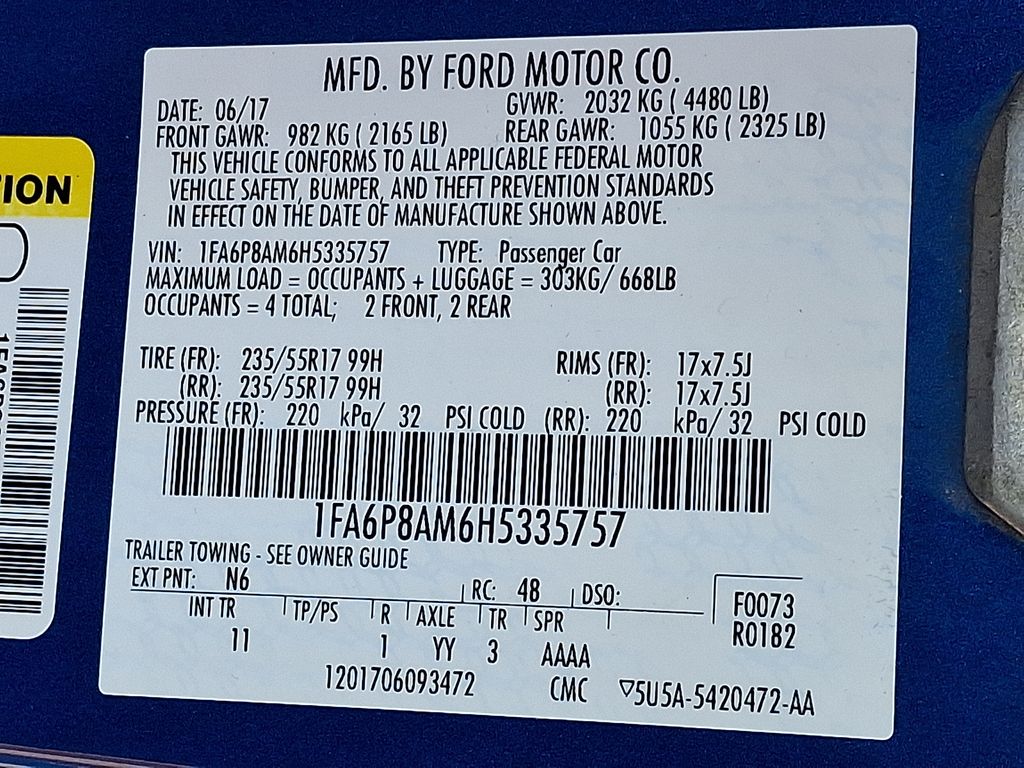 MFD. BY FORD MOTOR CO.
DATE: 06/17 GVWR: 2032 KG ( 4480 LB)
FRONT GAWR: 982 KG ( 2165 LB) REAR GAWR: 1055 KG ( 2325 LB)
THIS VEHICLE CONFORMS TO ALL APPLICABLE FEDERAL MOTOR
VEHICLE SAFETY, BUMPER, AND THEFT PREVENTION STANDARDS
IN EFFECT ON THE DATE OF MANUFACTURE SHOWN ABOVE.
VIN: 1FA6P8AM6H5335757 TYPE: Passenger Car
MAXIMUM LOAD = OCCUPANTS + LUGGAGE = 303KG/ 668LB
OCCUPANTS = 4 TOTAL; 2 FRONT, 2 REAR
TIRE (FR): 235/55R17 99H RIMS (FR): 17x7.5J
(RR): 235/55R17 99H (RR): 17x7.5J
PRESSURE (FR): 220 kPa/ 32 PSI COLD (RR): 220 kPa/ 32 PSI COLD
1FA6P8AM6H5335757
TRAILER TOWING - SEE OWNER GUIDE
EXT PNT: N6 RC: 48 DSO:
INT TR TP/PS R AXLE TR SPR
11 1 YY 3 AAAA
F0073
R0182
1201706093472 CMC 5U5A-5420472-AA
TION